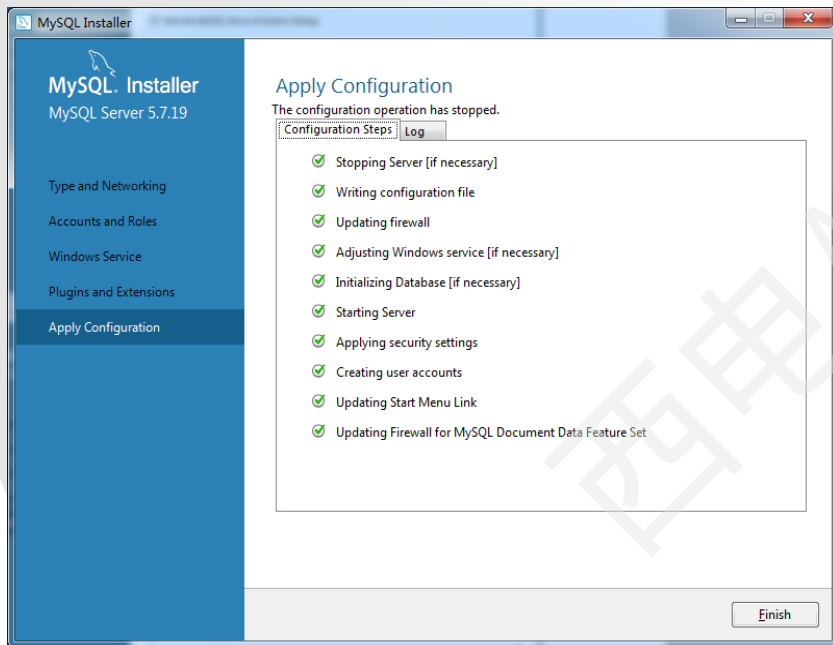 MySQL Installer
MySQL. Installer
MySQL Server 5.7.19
Type and Networking
Accounts and Roles
Windows Service
Plugins and Extensions
Apply Configuration
Apply Configuration
The configuration operation has stopped.
Configuration Steps Log
Stopping Server [if necessary]
Writing configuration file
Updating firewall
Adjusting Windows service [if necessary]
Initializing Database [if necessary]
Starting Server
Applying security settings
Creating user accounts
Updating Start Menu Link
Updating Firewall for MySQL Document Data Feature Set
Finish
西电